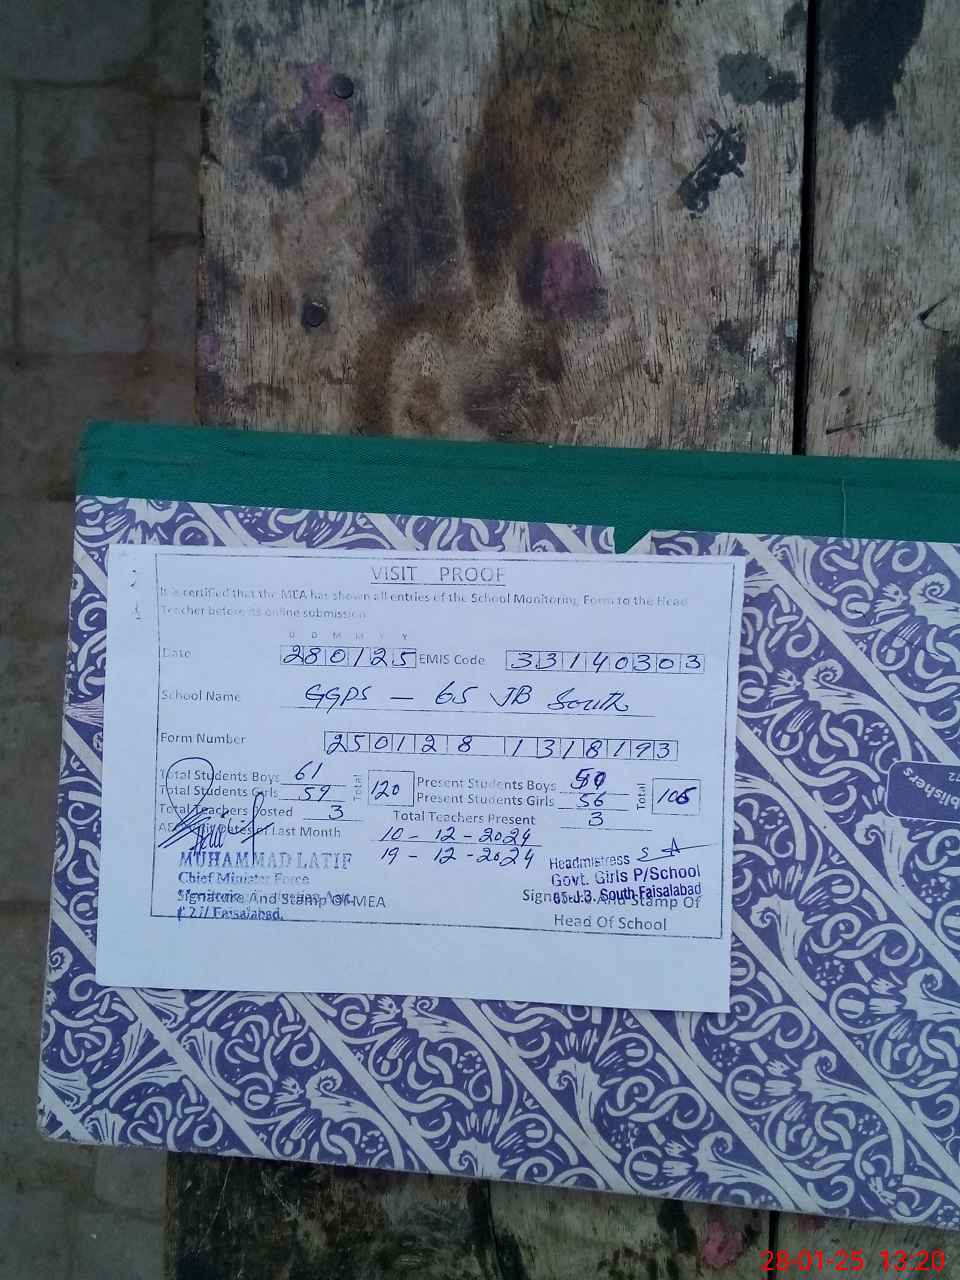 VISIT PROOF
It is certified that the MEA has shown all entries of the School Monitoring Form to the Head
Teacher before its online submission
D D M M Y Y
Date 280125 EMIS Code 33140303
School Name GGPS - 65 JB South
Form Number 250128 1318193
Total Students Boys 61 Total 120 Present Students Boys Total
Total Students Girls 59 Present Students Girls 56
Total Teachers Posted 3 Total Teachers Present 3
Dates of Last Month 10-12-2024
19-12-2024
MUHAMMAD LATIF
Chief Minister Force
Signature And Stamp Of MEA
Faisalabad.
Headmistress
Govt. Girls P/School
65-J.B. South-Faisalabad
And Stamp Of
Head Of School
blishers
28-01-25 13:20